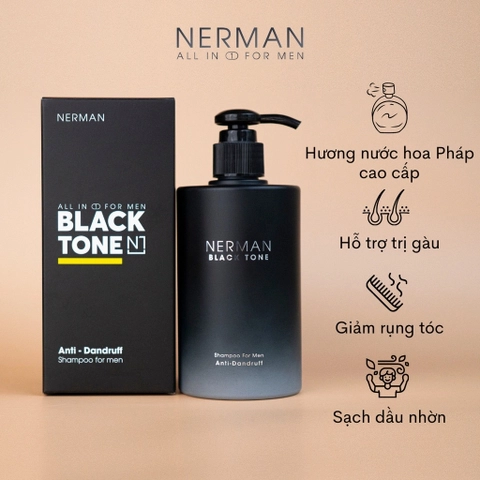 NERMAN
ALL IN ① FOR MEN
NERMAN
ALL IN ① FOR MEN
BLACK
TONE N
Anti - Dandruff
Shampoo for men
NERMAN
BLACK TONE
Shampoo For Men
Anti-Dandruff
Hương nước hoa Pháp
cao cấp
Hỗ trợ trị gàu
Giảm rụng tóc
Sạch dầu nhờn